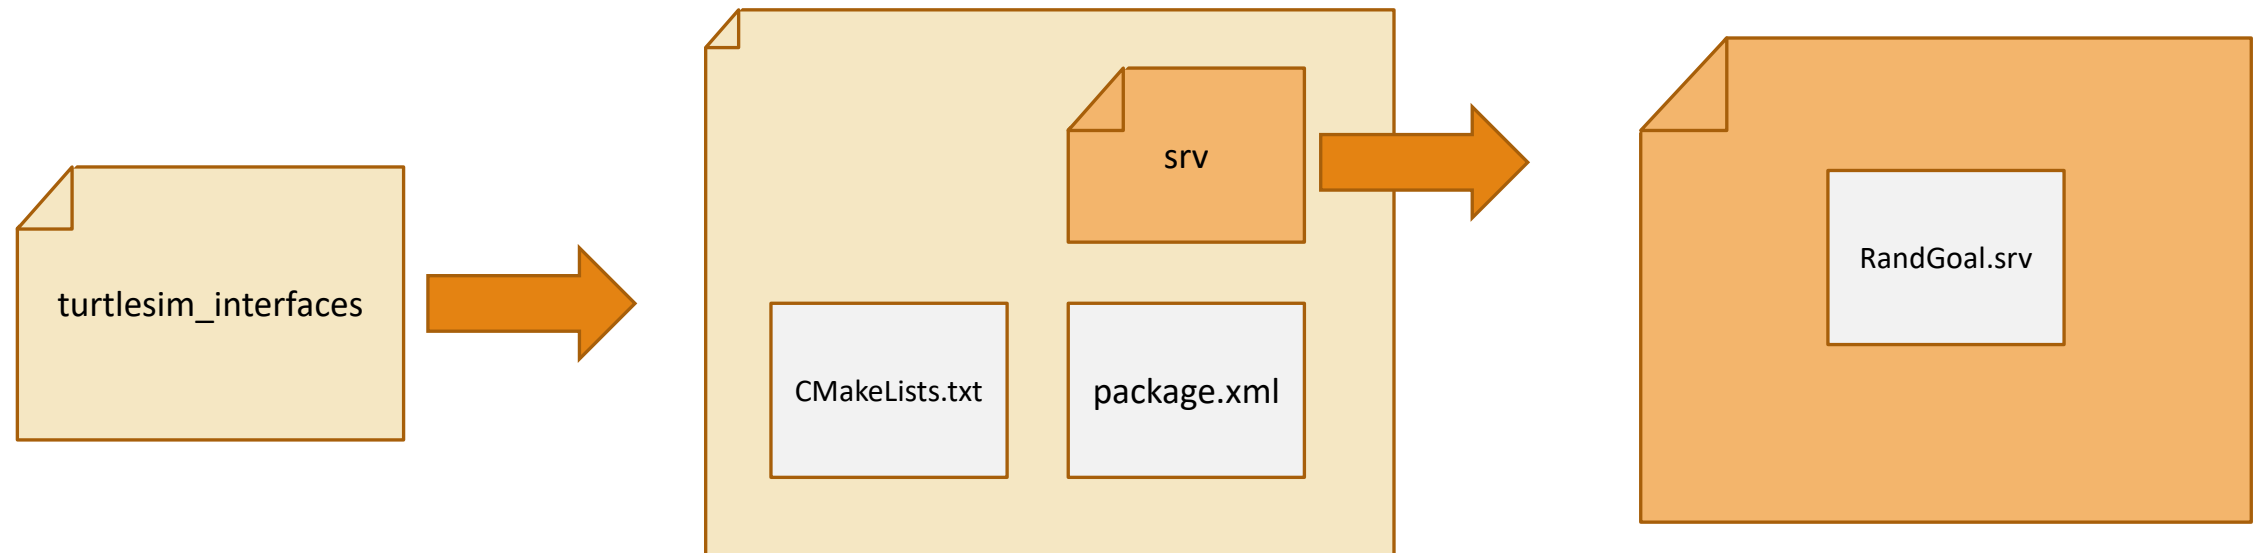 turtlesim_interfaces
srv
CMakeLists.txt
package.xml
RandGoal.srv